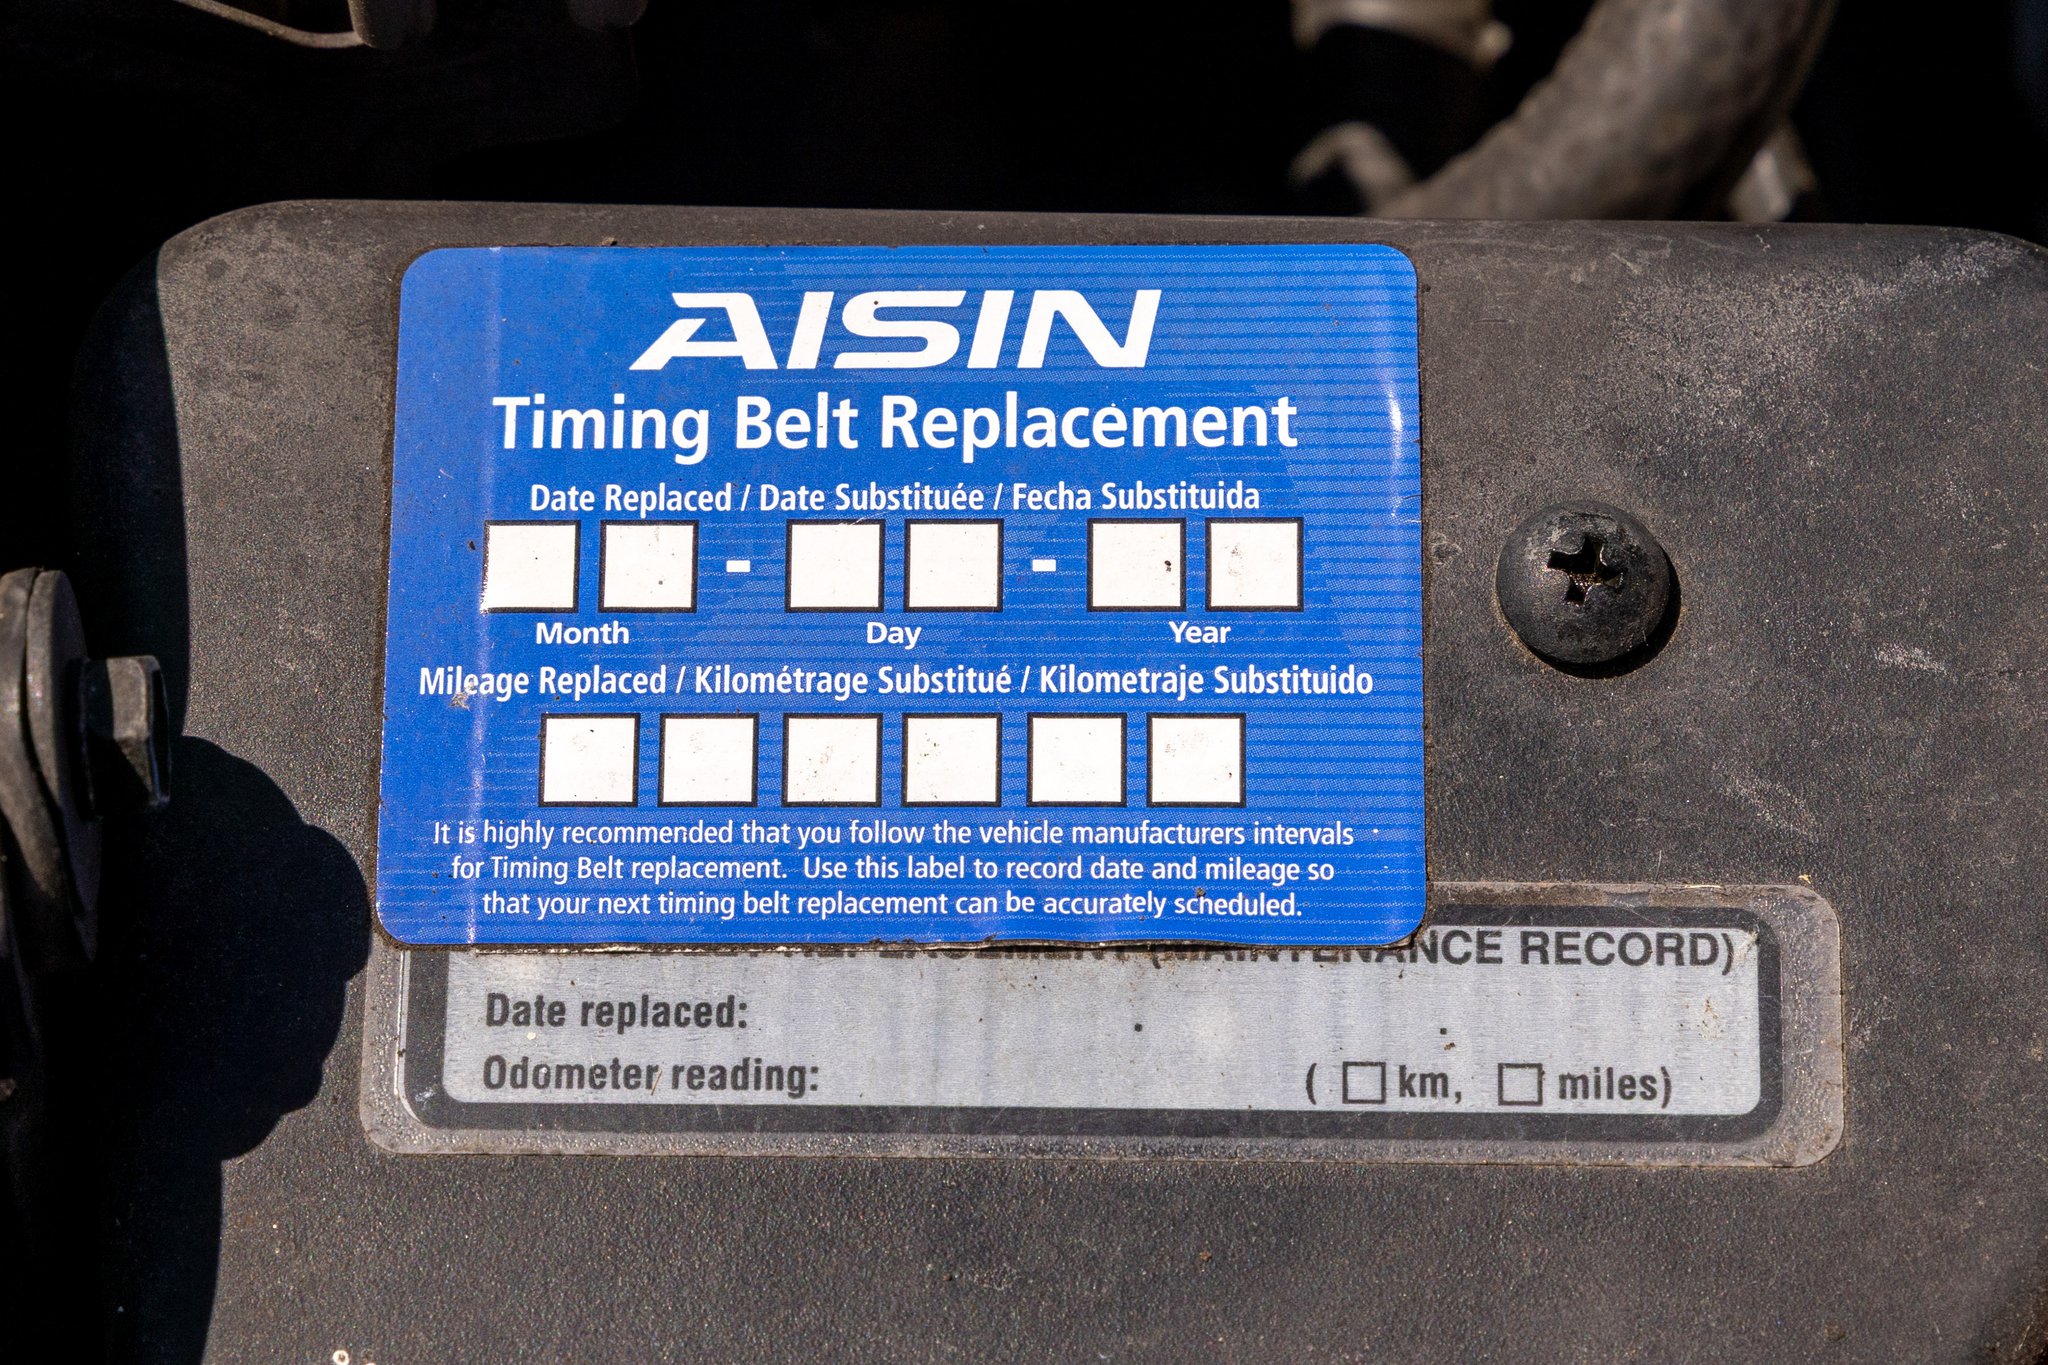 AISIN
Timing Belt Replacement
Date Replaced / Date Substituée / Fecha Substituida
- -
Month Day Year
Mileage Replaced / Kilométrage Substitué / Kilometraje Substituido
It is highly recommended that you follow the vehicle manufacturers intervals
for Timing Belt replacement. Use this label to record date and mileage so
that your next timing belt replacement can be accurately scheduled.
REPLACEMENT (MAINTENANCE RECORD)
Date replaced:
Odometer reading: ( □ km, □ miles)